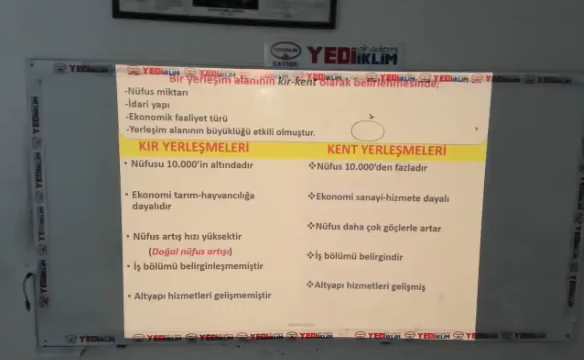 YEDİİKLİM
akademi
Bir yerleşim alanının kır-kent olarak belirlenmesinde;
-Nüfus miktarı
-İdari yapı
-Ekonomik faaliyet türü
-Yerleşim alanının büyüklüğü etkili olmuştur.
KIR YERLEŞMELERİ
• Nüfusu 10.000'in altındadır
• Ekonomi tarım-hayvancılığa
dayalıdır
• Nüfus artış hızı yüksektir
(Doğal nüfus artışı)
• İş bölümü belirginleşmemiştir
• Altyapı hizmetleri gelişmemiştir
KENT YERLEŞMELERİ
❖Nüfus 10.000'den fazladır
❖Ekonomi sanayi-hizmete dayalı
❖Nüfus daha çok göçlerle artar
❖İş bölümü belirgindir
❖Altyapı hizmetleri gelişmiş